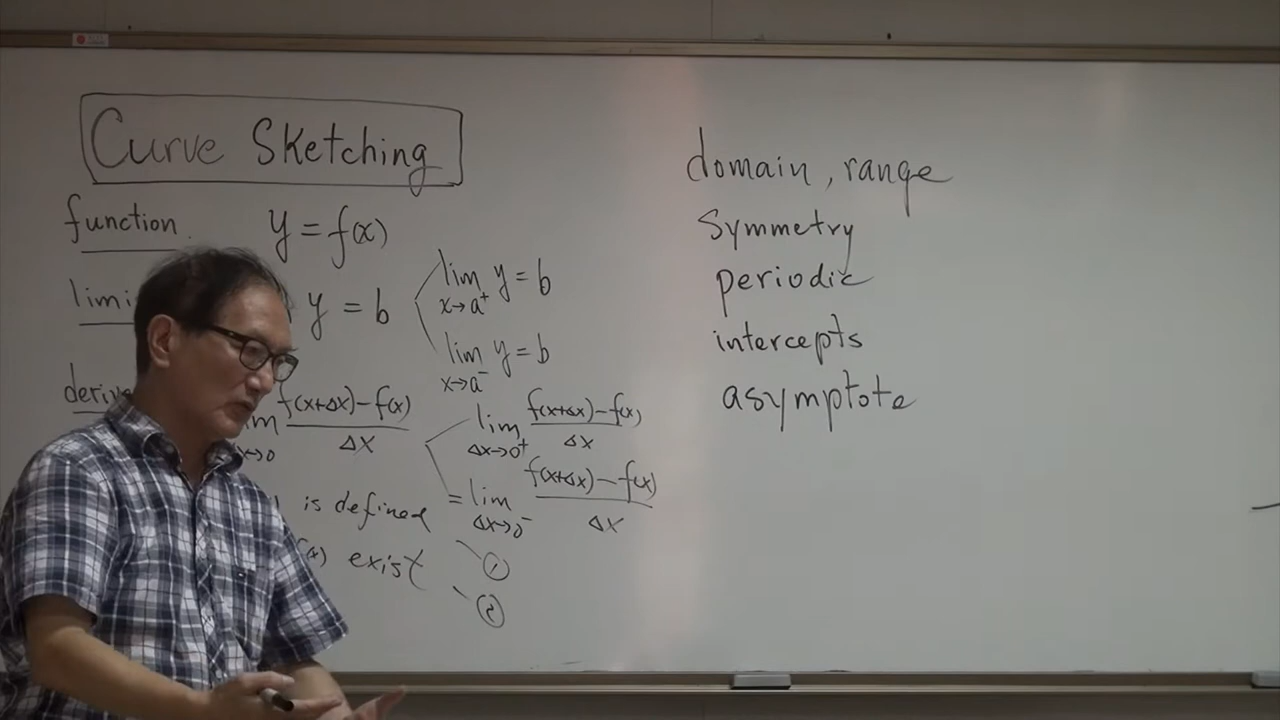 Curve Sketching
function
y = f(x)
y = b
lim y = b
x→a⁺
lim y = b
x→a⁻
f(x+Δx)-f(x)
Δx
lim f(x+Δx)-f(x)
Δx→0⁺ Δx
= lim f(x+Δx)-f(x)
Δx→0⁻ Δx
is defined
exist
①
②
domain, range
Symmetry
periodic
intercepts
asymptote